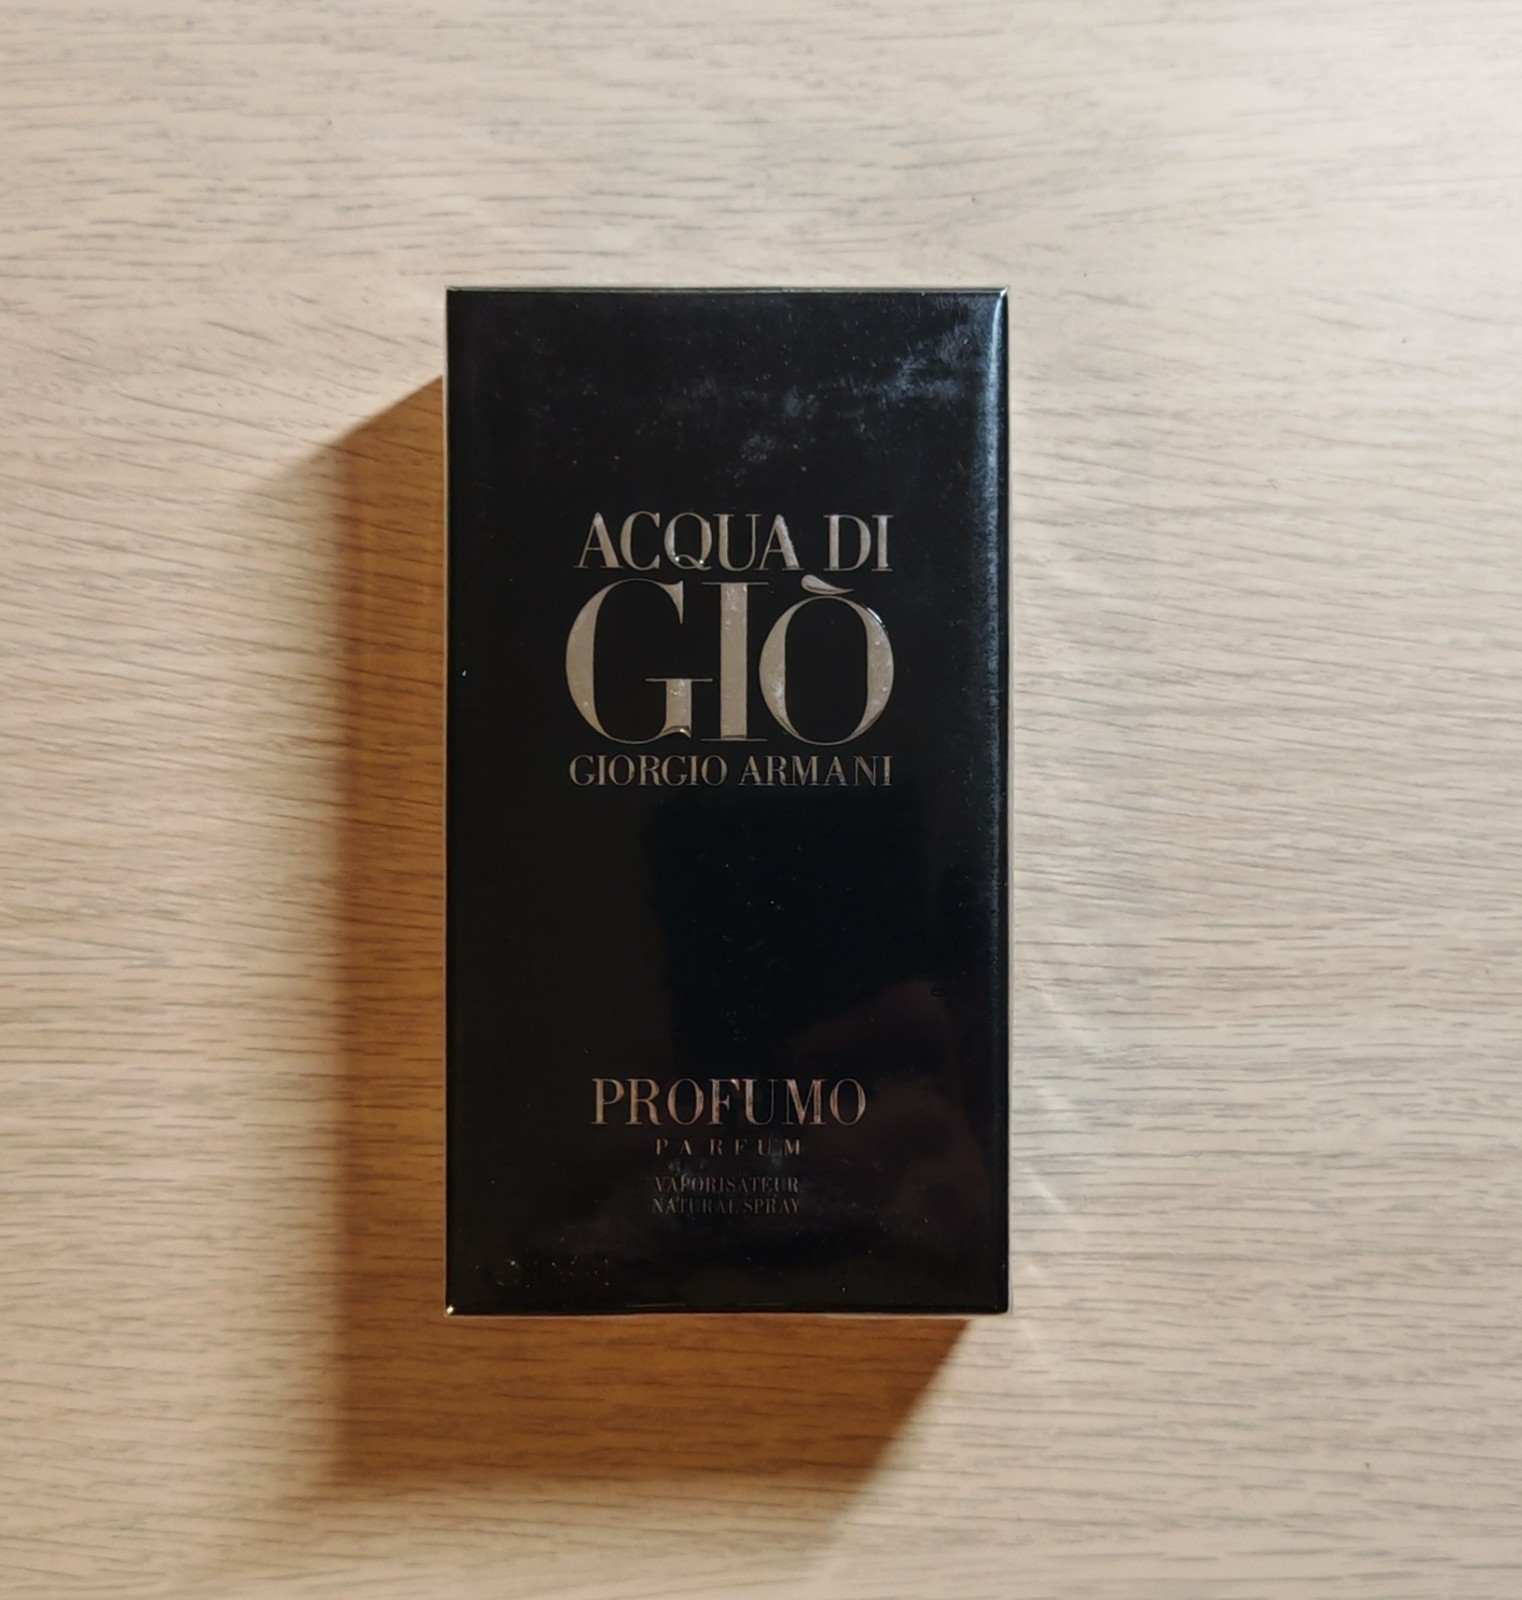 ACQUA DI
GIÒ
GIORGIO ARMANI
PROFUMO
PARFUM
VAPORISATEUR
NATURAL SPRAY